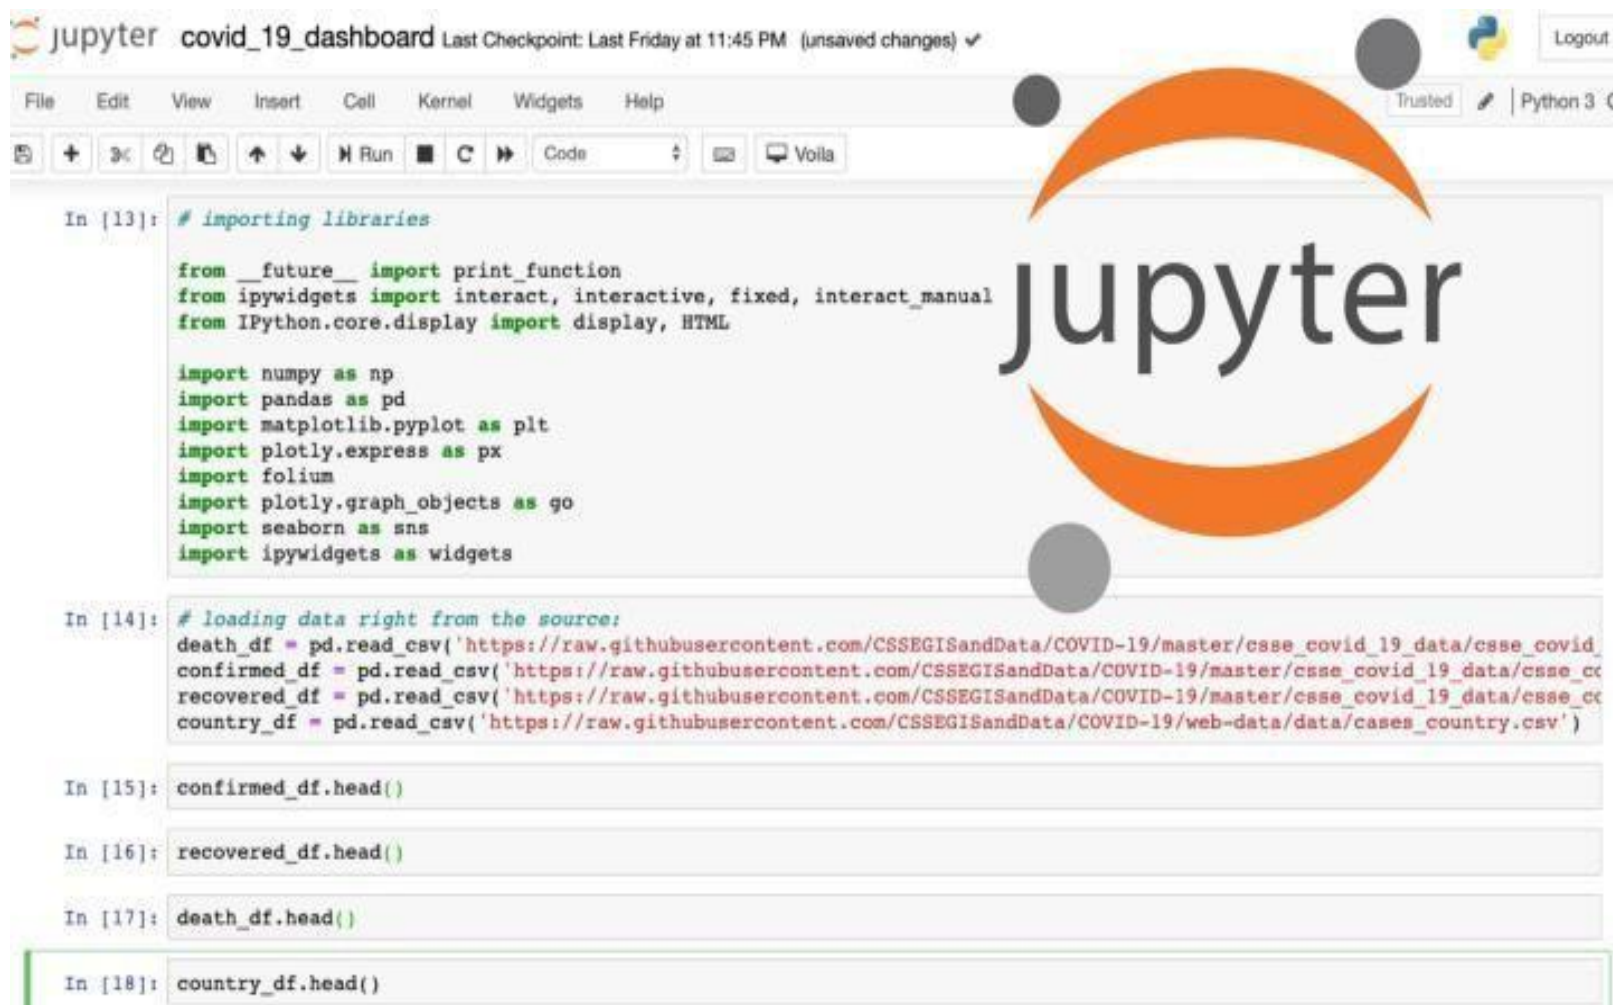 jupyter covid_19_dashboard Last Checkpoint: Last Friday at 11:45 PM (unsaved changes)
Logout
File Edit View Insert Cell Kernel Widgets Help
Trusted Python 3
Run Code Voila
In [13]: # importing libraries
from __future__ import print_function
from ipywidgets import interact, interactive, fixed, interact_manual
from IPython.core.display import display, HTML
import numpy as np
import pandas as pd
import matplotlib.pyplot as plt
import plotly.express as px
import folium
import plotly.graph_objects as go
import seaborn as sns
import ipywidgets as widgets
jupyter
In [14]: # loading data right from the source:
death_df = pd.read_csv('https://raw.githubusercontent.com/CSSEGISandData/COVID-19/master/csse_covid_19_data/csse_covid_
confirmed_df = pd.read_csv('https://raw.githubusercontent.com/CSSEGISandData/COVID-19/master/csse_covid_19_data/csse_co
recovered_df = pd.read_csv('https://raw.githubusercontent.com/CSSEGISandData/COVID-19/master/csse_covid_19_data/csse_co
country_df = pd.read_csv('https://raw.githubusercontent.com/CSSEGISandData/COVID-19/web-data/data/cases_country.csv')
In [15]: confirmed_df.head()
In [16]: recovered_df.head()
In [17]: death_df.head()
In [18]: country_df.head()